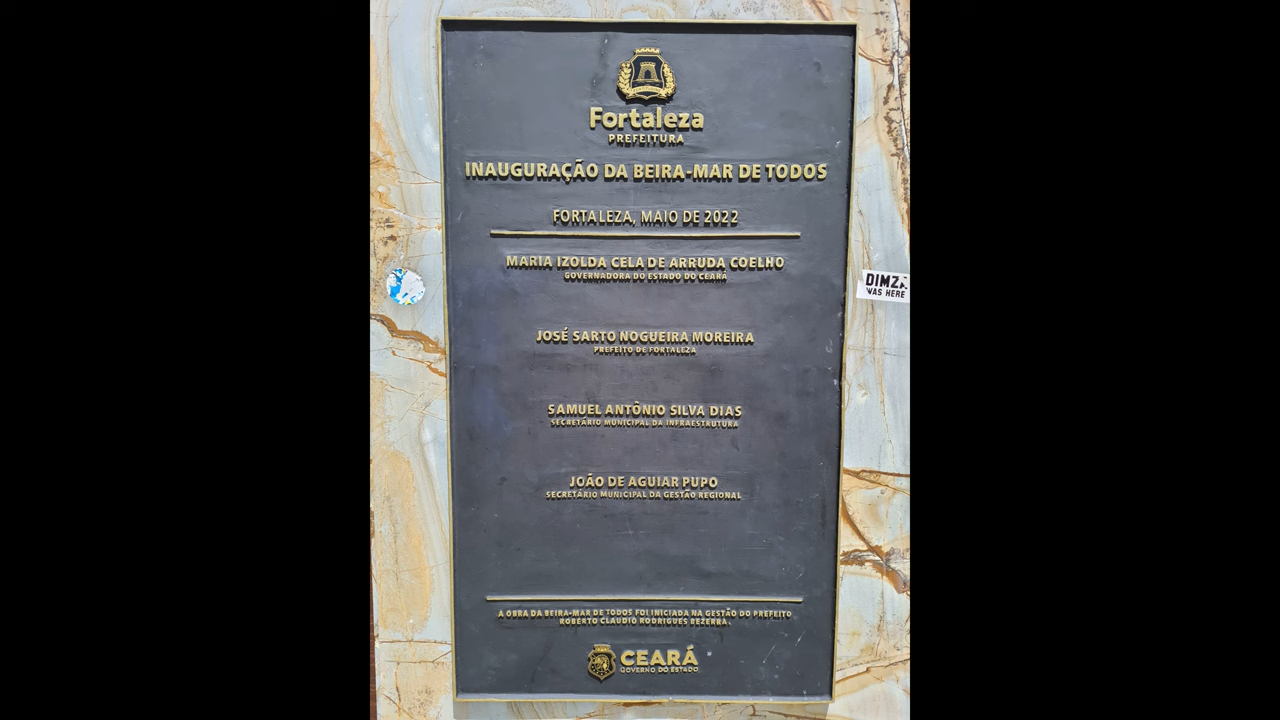 Fortaleza
PREFEITURA
INAUGURAÇÃO DA BEIRA-MAR DE TODOS
FORTALEZA, MAIO DE 2022
MARIA IZOLDA CELA DE ARRUDA COELHO
GOVERNADORA DO ESTADO DO CEARÁ
JOSÉ SARTO NOGUEIRA MOREIRA
PREFEITO DE FORTALEZA
SAMUEL ANTÔNIO SILVA DIAS
SECRETÁRIO MUNICIPAL DA INFRAESTRUTURA
JOÃO DE AGUIAR PUPO
SECRETÁRIO MUNICIPAL DA GESTÃO REGIONAL
A OBRA DA BEIRA-MAR DE TODOS FOI INICIADA NA GESTÃO DO PREFEITO
ROBERTO CLAUDIO RODRIGUES BEZERRA.
CEARÁ
GOVERNO DO ESTADO
DIMZA
WAS HERE